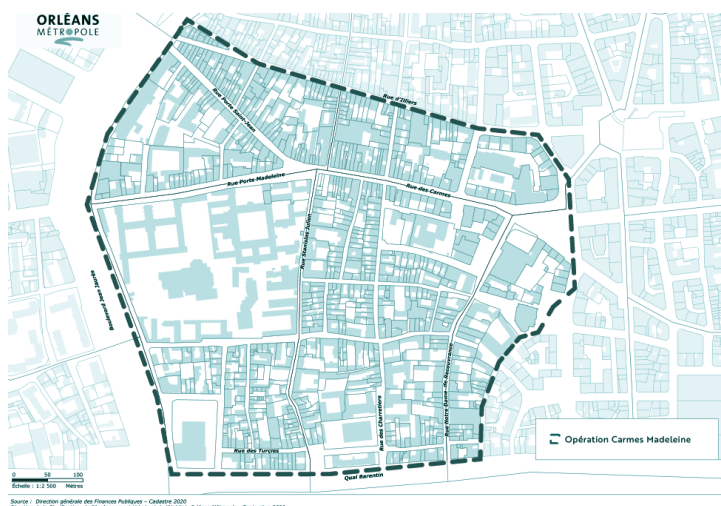 ORLÉANS
MÉTROPOLE
Rue d'Illiers
Rue Porte Saint-Jean
Rue Porte Madeleine
Rue des Carmes
Rue Stanislas Julien
Boulevard Jean Jaurès
Rue Notre Dame de Recouvrance
Rue des Charretiers
Rue des Turcies
Opération Carmes Madeleine
Quai Barentin
0 50 100
Échelle : 1:2 500 Mètres
Source : Direction générale des Finances Publiques - Cadastre 2020